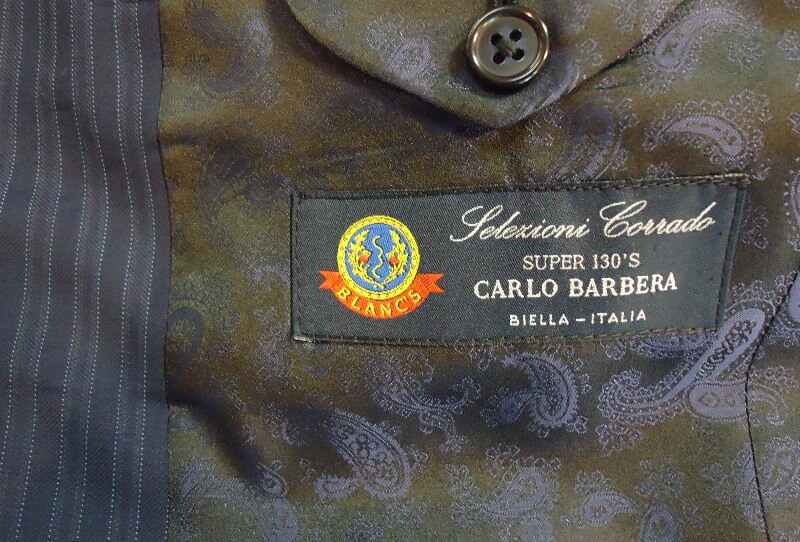 BLANC'S
Selezioni Corrado
SUPER 130'S
CARLO BARBERA
BIELLA – ITALIA